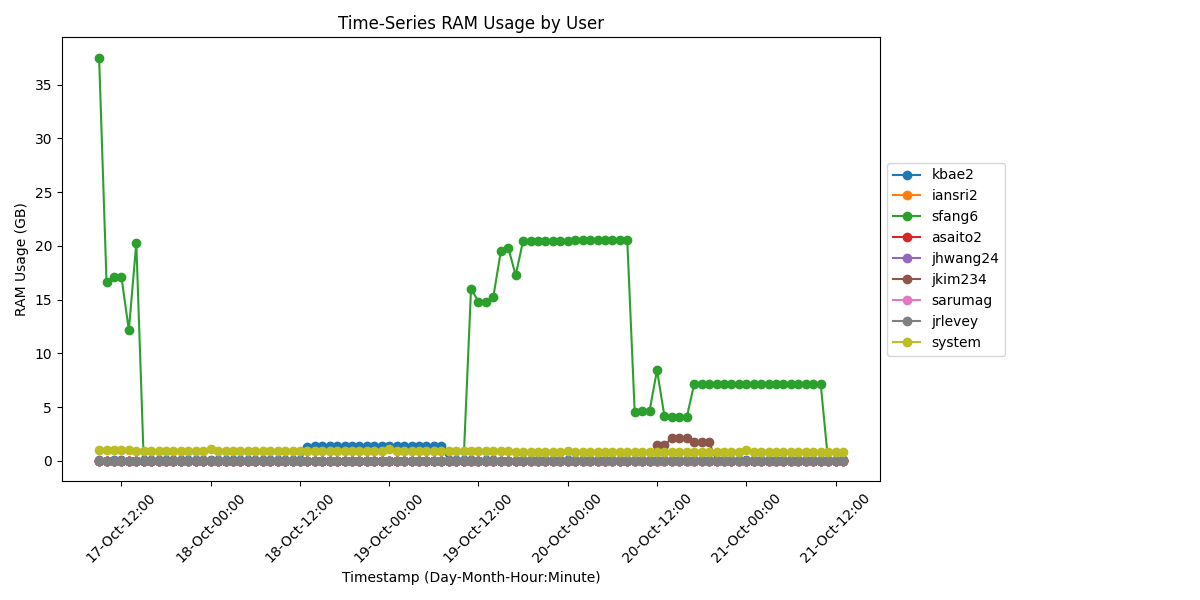 Time-Series RAM Usage by User
RAM Usage (GB)
35
30
25
20
15
10
5
0
17-Oct-12:00
18-Oct-00:00
18-Oct-12:00
19-Oct-00:00
19-Oct-12:00
20-Oct-00:00
20-Oct-12:00
21-Oct-00:00
21-Oct-12:00
Timestamp (Day-Month-Hour:Minute)
kbae2
iansri2
sfang6
asaito2
jhwang24
jkim234
sarumag
jrlevey
system